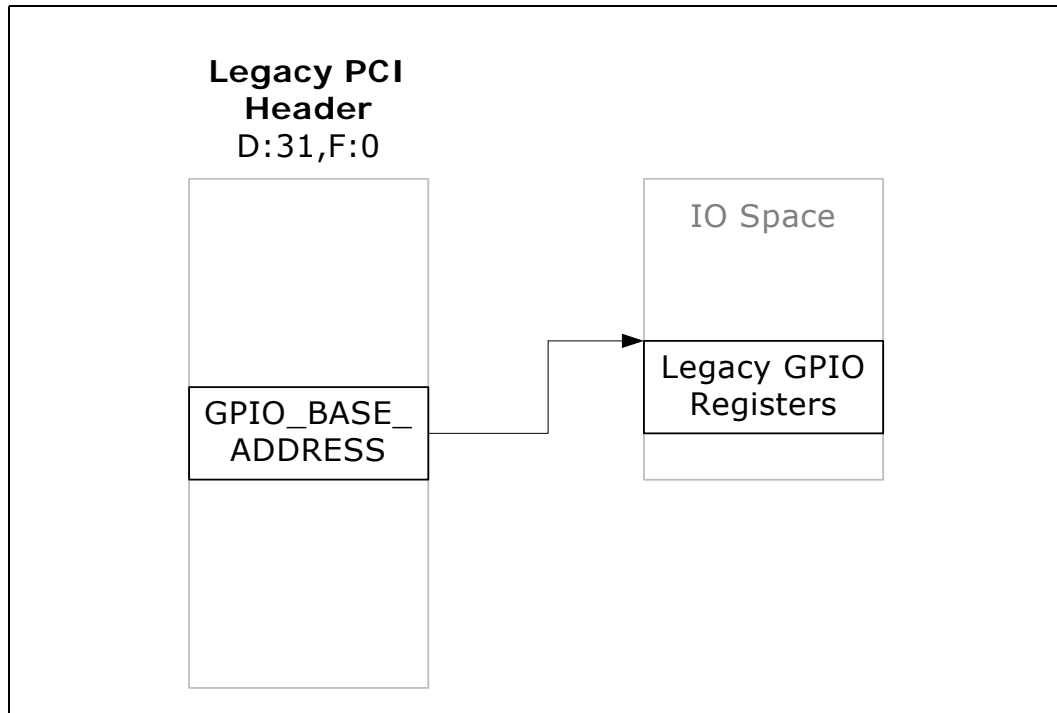 Legacy PCI
Header
D:31,F:0
IO Space
GPIO_BASE_
ADDRESS
Legacy GPIO
Registers